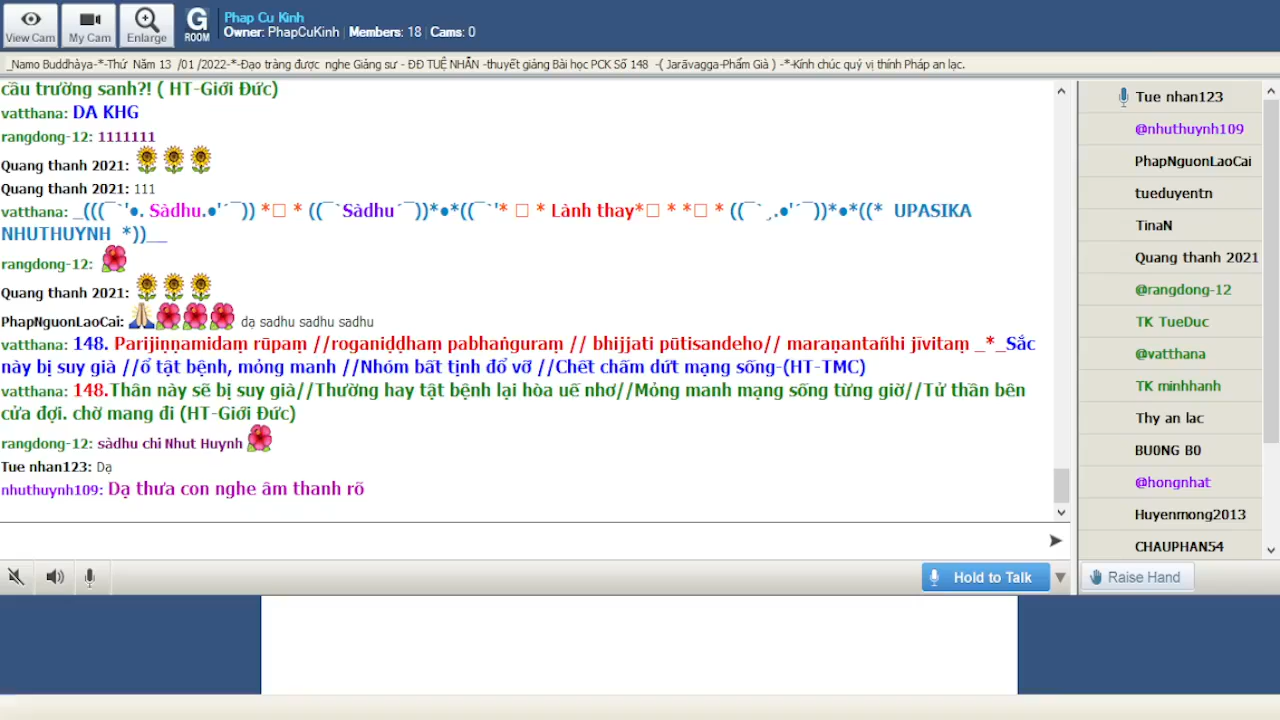 Phap Cu Kinh
Owner: PhapCuKinh | Members: 18 | Cams: 0
View Cam
My Cam
Enlarge
G
ROOM
_Namo Buddhàya-*-Thứ Năm 13 /01 /2022-*-Đạo tràng được nghe Giảng sư - ĐĐ TUỆ NHẪN -thuyết giảng Bài học PCK Số 148 -( Jarāvagga-Phẩm Già ) -*-Kính chúc quý vị thính Pháp an lạc.
cầu trường sanh?! ( HT-Giới Đức)
vatthana: DA KHG
rangdong-12: 1111111
Quang thanh 2021:
Quang thanh 2021: 111
vatthana: _(((¯`'●. Sàdhu.●'´¯)) *□ * ((¯`Sàdhu´¯))*●*((¯`'* □ * Lành thay*□ * *□ * ((¯`¸.●'´¯))*●*((* UPASIKA
NHUTHUYNH *))__
rangdong-12:
Quang thanh 2021:
PhapNguonLaoCai: dạ sadhu sadhu sadhu
vatthana: 148. Parijiṇṇamidaṃ rūpaṃ //roganiḍḍhaṃ pabhaṅguraṃ // bhijjati pūtisandeho// maraṇantañhi jīvitaṃ _*_Sắc
này bị suy già //ổ tật bệnh, mỏng manh //Nhóm bất tịnh đổ vỡ //Chết chấm dứt mạng sống-(HT-TMC)
vatthana: 148.Thân này sẽ bị suy già//Thường hay tật bệnh lại hòa uế nhơ//Mỏng manh mạng sống từng giờ//Tử thần bên
cửa đợi. chờ mang đi (HT-Giới Đức)
rangdong-12: sàdhu chi Nhut Huynh
Tue nhan123: Dạ
nhuthuynh109: Dạ thưa con nghe âm thanh rõ
Tue nhan123
@nhuthuynh109
PhapNguonLaoCai
tueduyentn
TinaN
Quang thanh 2021
@rangdong-12
TK TueDuc
@vatthana
TK minhhanh
Thy an lac
BU0NG B0
@hongnhat
Huyenmong2013
CHAUPHAN54
Hold to Talk
Raise Hand